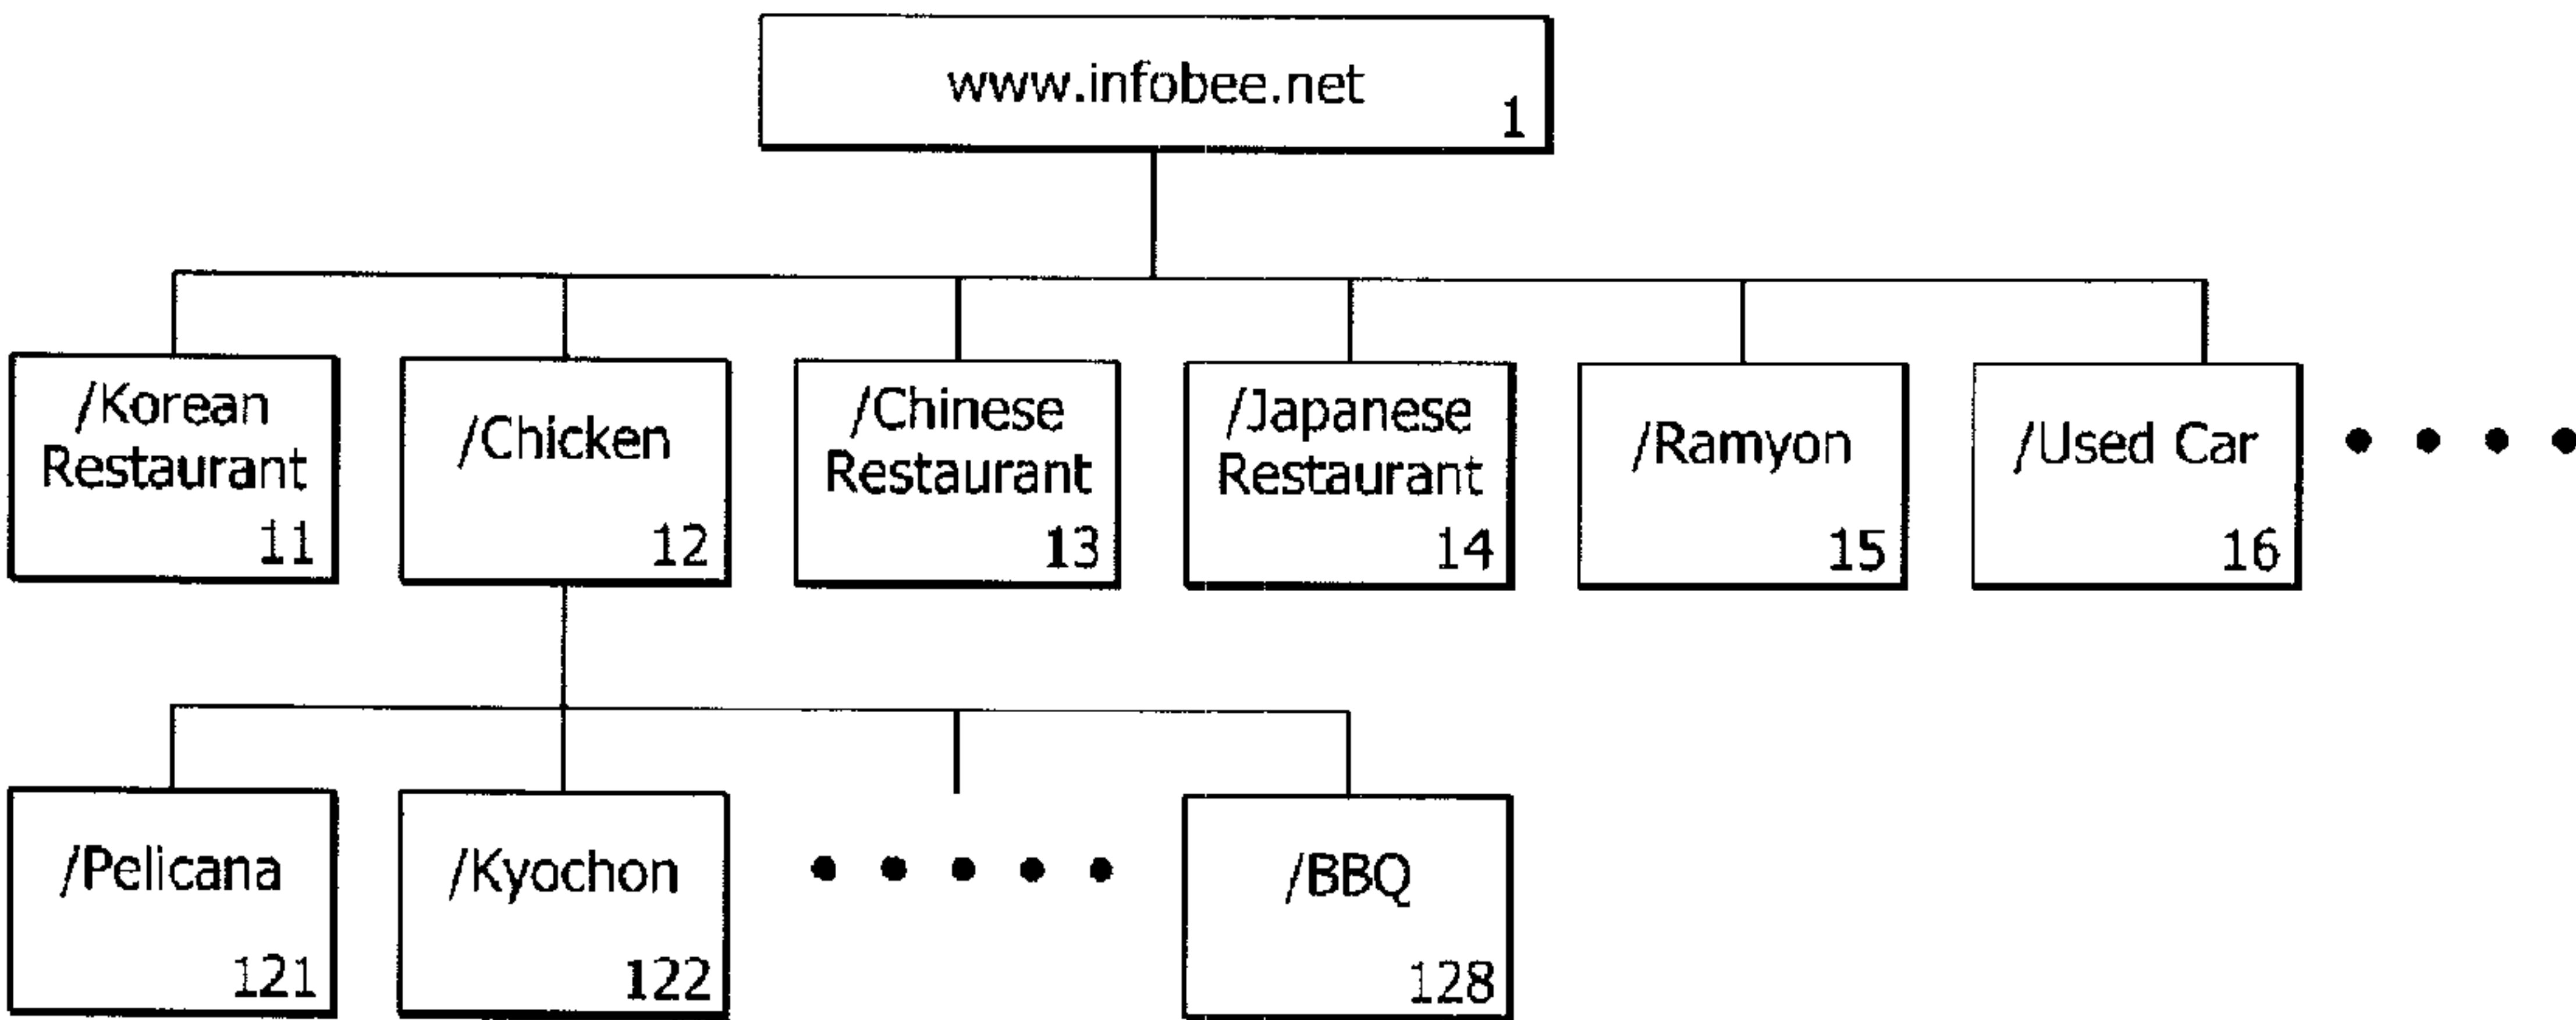 www.infobee.net
1
/Korean
Restaurant
11
/Chicken
12
/Chinese
Restaurant
13
/Japanese
Restaurant
14
/Ramyon
15
/Used Car
16
/Pelicana
121
/Kyochon
122
/BBQ
128